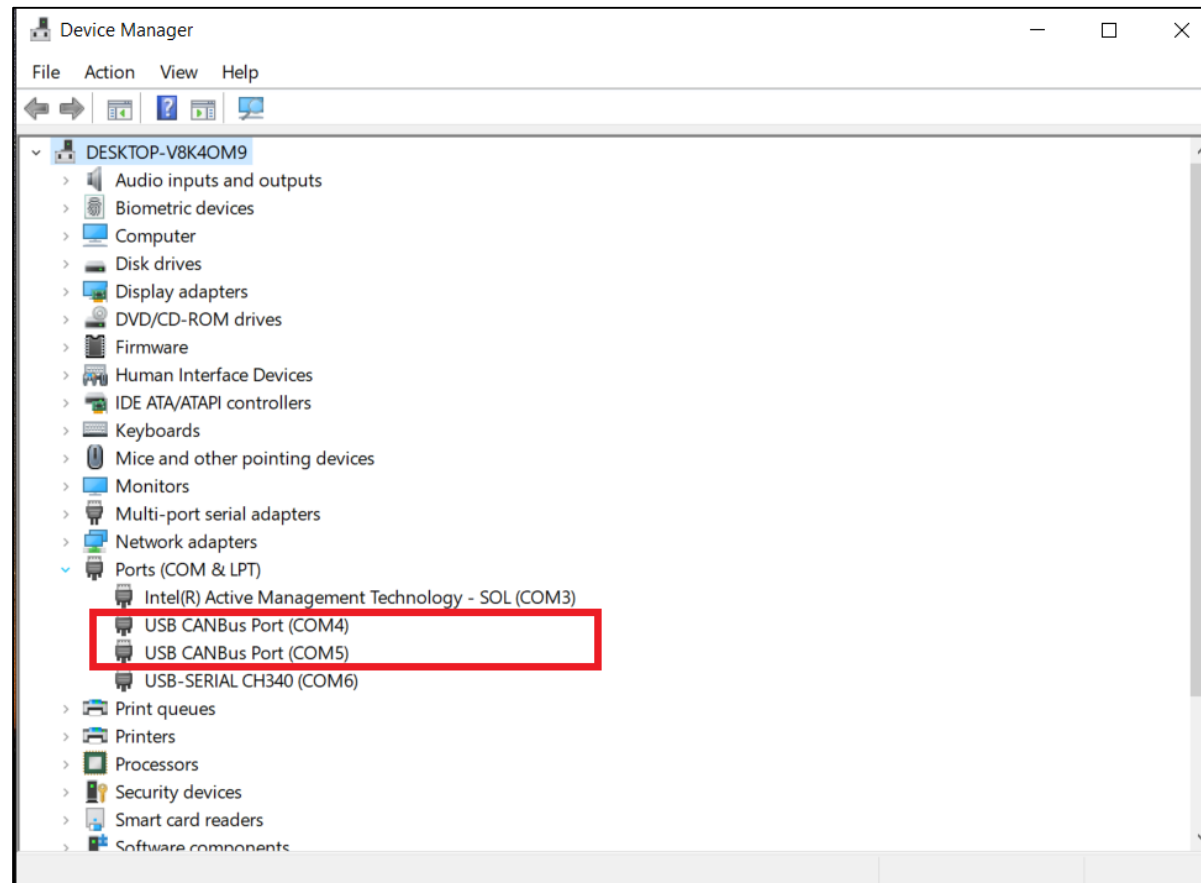 Device Manager
File Action View Help
DESKTOP-V8K4OM9
Audio inputs and outputs
Biometric devices
Computer
Disk drives
Display adapters
DVD/CD-ROM drives
Firmware
Human Interface Devices
IDE ATA/ATAPI controllers
Keyboards
Mice and other pointing devices
Monitors
Multi-port serial adapters
Network adapters
Ports (COM & LPT)
Intel(R) Active Management Technology - SOL (COM3)
USB CANBus Port (COM4)
USB CANBus Port (COM5)
USB-SERIAL CH340 (COM6)
Print queues
Printers
Processors
Security devices
Smart card readers
Software components